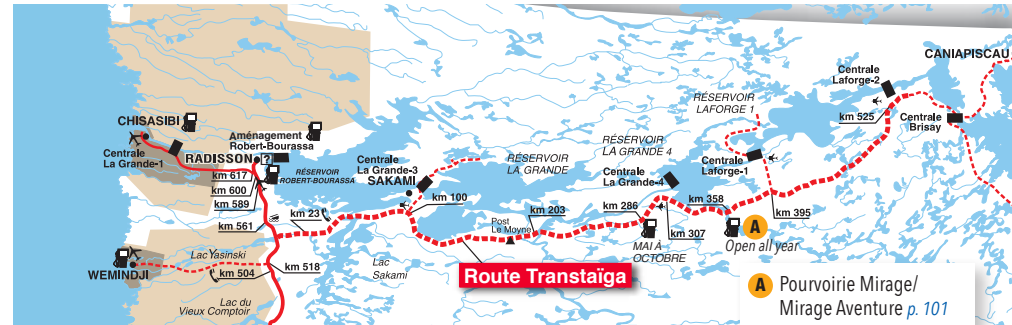 CANIAPISCAU
Centrale
Laforge-2
RÉSERVOIR
LAFORGE 1
km 525
Centrale
Brisay
CHISASIBI
Aménagement
Robert-Bourassa
Centrale
La Grande-1
RADISSON
?
RÉSERVOIR
ROBERT-BOURASSA
km 617
km 600
km 589
km 561
km 23
Centrale
La Grande-3
SAKAMI
RÉSERVOIR
LA GRANDE
km 100
RÉSERVOIR
LA GRANDE 4
Centrale
La Grande-4
Centrale
Laforge-1
km 203
Post
Le Moyne
km 286
km 358
km 395
km 307
MAI À
OCTOBRE
A
Open all year
Lac Yasinski
WEMINDJI
km 504
km 518
Lac
Sakami
Route Transtaïga
Lac du
Vieux Comptoir
A Pourvoirie Mirage/
Mirage Aventure p. 101